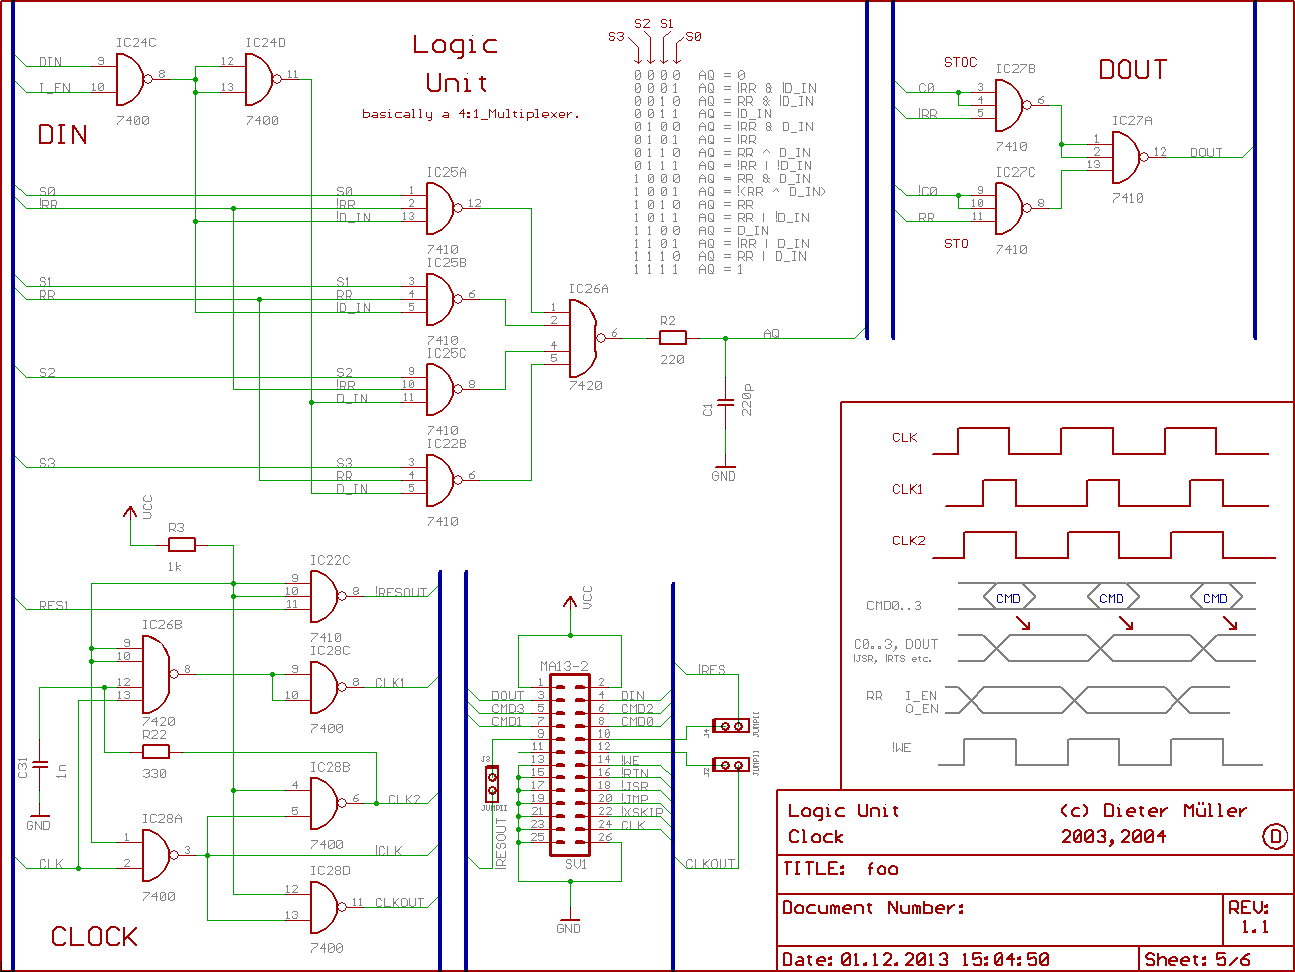 IC24C
DIN
9
I_EN
10
8
7400
IC24D
12
13
11
7400
DIN
Logic
Unit
basically a 4:1_Multiplexer.
S2 S1
S3 S0
0 0 0 0 AQ = 0
0 0 0 1 AQ = !RR & !D_IN
0 0 1 0 AQ = RR & !D_IN
0 0 1 1 AQ = !D_IN
0 1 0 0 AQ = !RR & D_IN
0 1 0 1 AQ = !RR
0 1 1 0 AQ = RR ^ D_IN
0 1 1 1 AQ = !RR | !D_IN
1 0 0 0 AQ = RR & D_IN
1 0 0 1 AQ = !(RR ^ D_IN)
1 0 1 0 AQ = RR
1 0 1 1 AQ = RR | !D_IN
1 1 0 0 AQ = D_IN
1 1 0 1 AQ = !RR | D_IN
1 1 1 0 AQ = RR | D_IN
1 1 1 1 AQ = 1
STOC
IC27B
C0
3
4
!RR
5
6
7410
DOUT
IC27A
1
2
13
12
DOUT
7410
IC27C
!C0
9
10
RR
11
8
7410
STO
IC25A
S0 S0 1
!RR !RR 2
!D_IN 13
12
7410
IC25B
S1 S1 3
RR RR 4
!D_IN 5
6
7410
IC25C
S2 S2 9
!RR 10
D_IN 11
8
7410
IC22B
S3 S3 3
RR 4
D_IN 5
6
7410
IC26A
1
2
4
5
6
7420
R2
220
AQ
C1
220p
GND
VCC
R3
1k
IC22C
9
10
RES1
11
8
!RESOUT
7410
IC26B
9
10
12
13
8
7420
IC28C
9
10
8
CLK1
7400
R22
330
C31
1n
GND
IC28B
4
5
6
CLK2
7400
IC28A
1
CLK
2
3
!CLK
7400
IC28D
12
13
11
CLKOUT
7400
CLOCK
VCC
MA13-2
1 2
DOUT 3 4 DIN
CMD3 5 6 CMD2
CMD1 7 8 CMD0
9 10
11 12
13 14 !WE
15 16 !RTN
17 18 !JSR
19 20 !JMP
21 22 !XSKIP
23 24 CLK
25 26
SV1
GND
J3
JUMPII
!RESOUT
!RES
J4
JUMPII
J2
JUMPII
CLKOUT
CLK
CLK1
CLK2
CMD0..3
CMD CMD CMD
C0..3, DOUT
!JSR, !RTS etc.
RR I_EN
O_EN
!WE
Logic Unit (c) Dieter Müller
Clock 2003,2004
D
TITLE: foo
Document Number:
REV:
1.1
Date: 01.12.2013 15:04:50
Sheet: 5/6